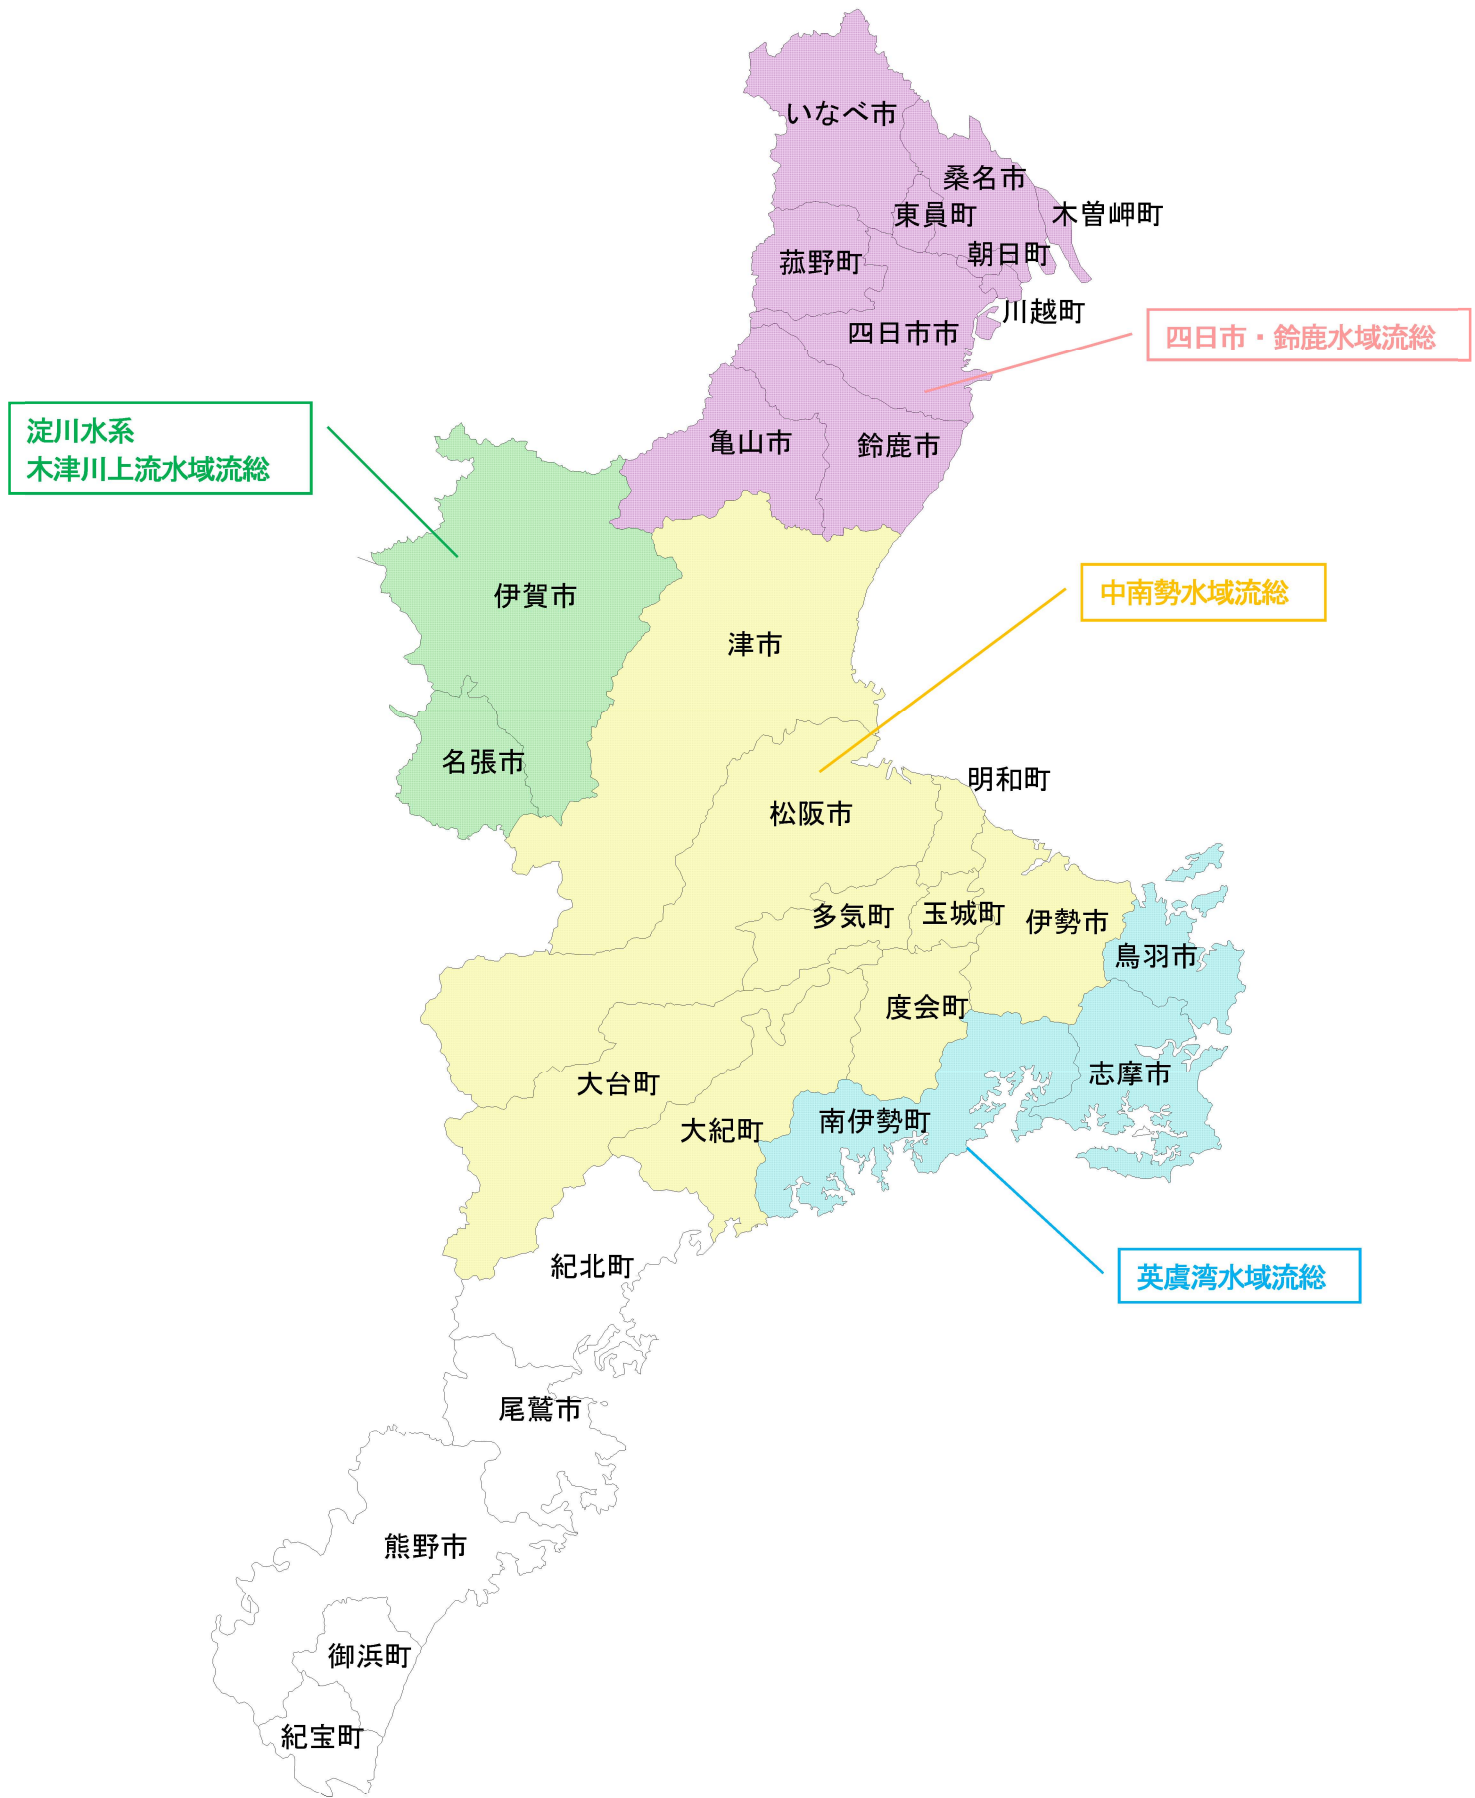 いなべ市
桑名市
東員町
木曽岬町
朝日町
菰野町
川越町
四日市市
四日市・鈴鹿水域流総
淀川水系
木津川上流水域流総
亀山市
鈴鹿市
伊賀市
中南勢水域流総
津市
名張市
明和町
松阪市
多気町
玉城町
伊勢市
鳥羽市
度会町
志摩市
大台町
南伊勢町
大紀町
紀北町
英虞湾水域流総
尾鷲市
熊野市
御浜町
紀宝町